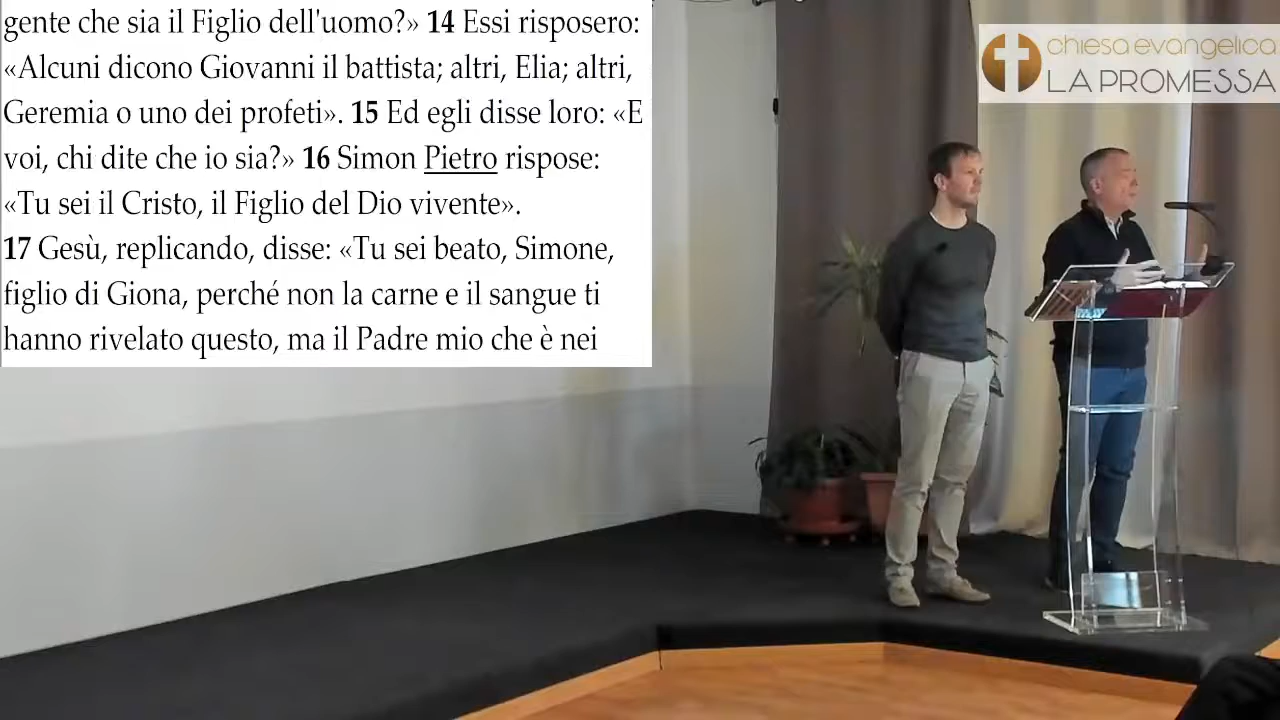 gente che sia il Figlio dell'uomo?» 14 Essi risposero:
«Alcuni dicono Giovanni il battista; altri, Elia; altri,
Geremia o uno dei profeti». 15 Ed egli disse loro: «E
voi, chi dite che io sia?» 16 Simon Pietro rispose:
«Tu sei il Cristo, il Figlio del Dio vivente».
17 Gesù, replicando, disse: «Tu sei beato, Simone,
figlio di Giona, perché non la carne e il sangue ti
hanno rivelato questo, ma il Padre mio che è nei
chiesa evangelica
LA PROMESSA